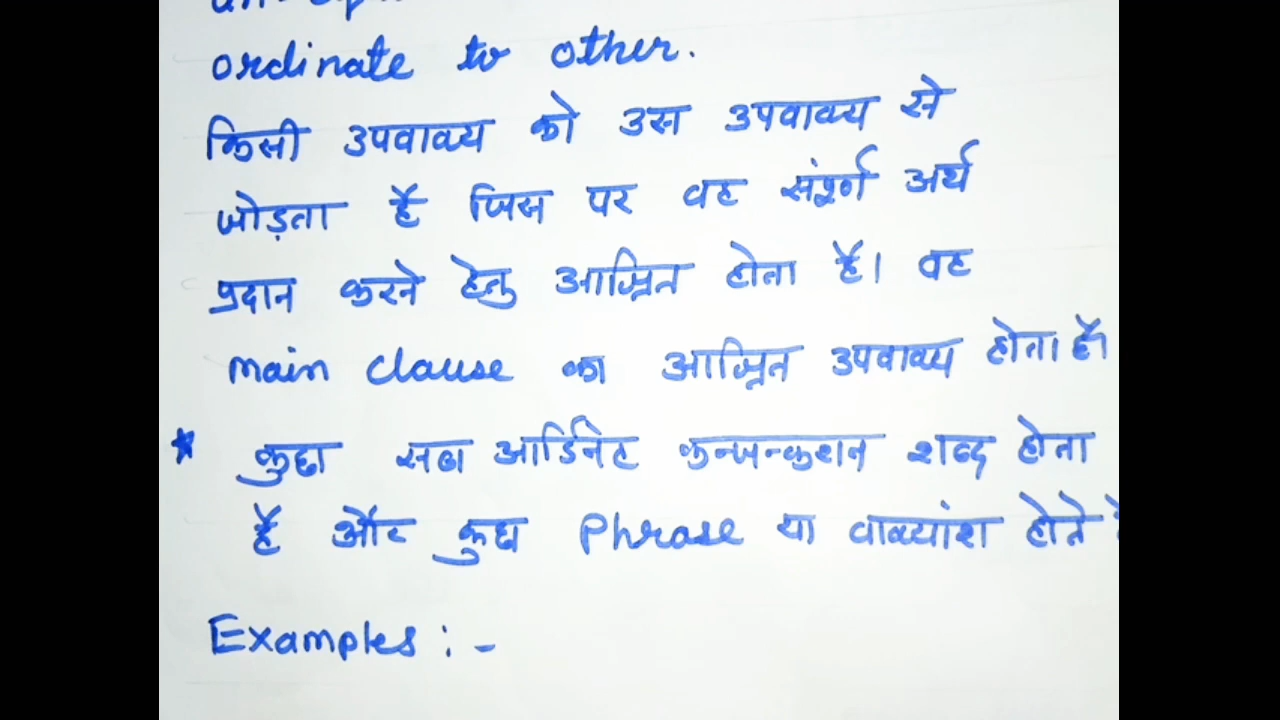 ordinate to other.
किसी उपवाक्य को उस उपवाक्य से
जोड़ता है जिस पर वह संपूर्ण अर्थ
प्रदान करने हेतु आश्रित होता है। वह
main clause का आश्रित उपवाक्य होता है।
* कुछ सब आर्डिनेट कन्जन्कशन शब्द होता
है और कुछ Phrase या वाक्यांश होते
Examples : -